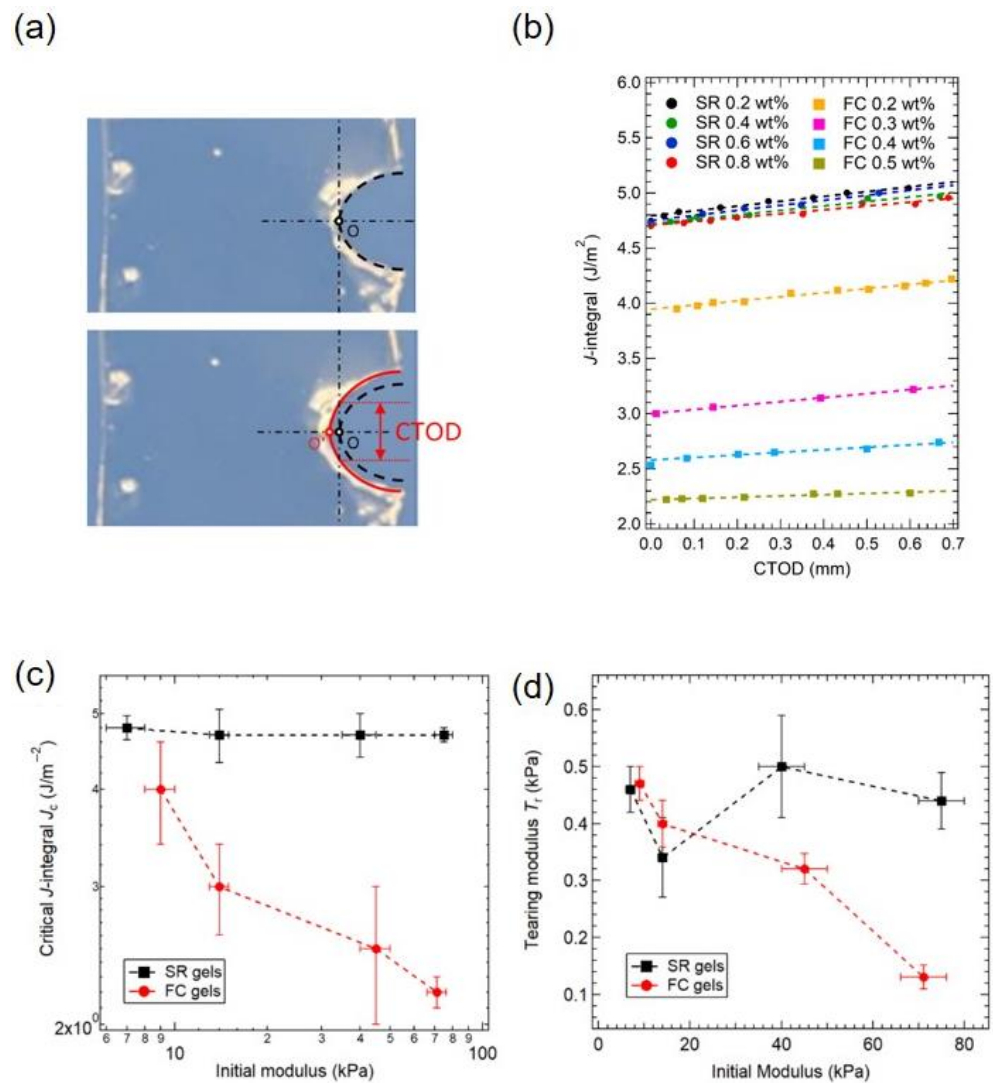 (a)
(b)
O
O'
O
CTOD
6.0
5.5
5.0
4.5
4.0
3.5
3.0
2.5
2.0
J-integral (J/m²)
SR 0.2 wt% FC 0.2 wt%
SR 0.4 wt% FC 0.3 wt%
SR 0.6 wt% FC 0.4 wt%
SR 0.8 wt% FC 0.5 wt%
0.0 0.1 0.2 0.3 0.4 0.5 0.6 0.7
CTOD (mm)
(c)
(d)
Critical J-integral Jc (J/m⁻²)
5
4
3
2x10⁰
SR gels
FC gels
6 7 8 9 10 2 3 4 5 6 7 8 9 100
Initial modulus (kPa)
Tearing modulus Tr (kPa)
0.6
0.5
0.4
0.3
0.2
0.1
SR gels
FC gels
0 20 40 60 80
Initial Modulus (kPa)